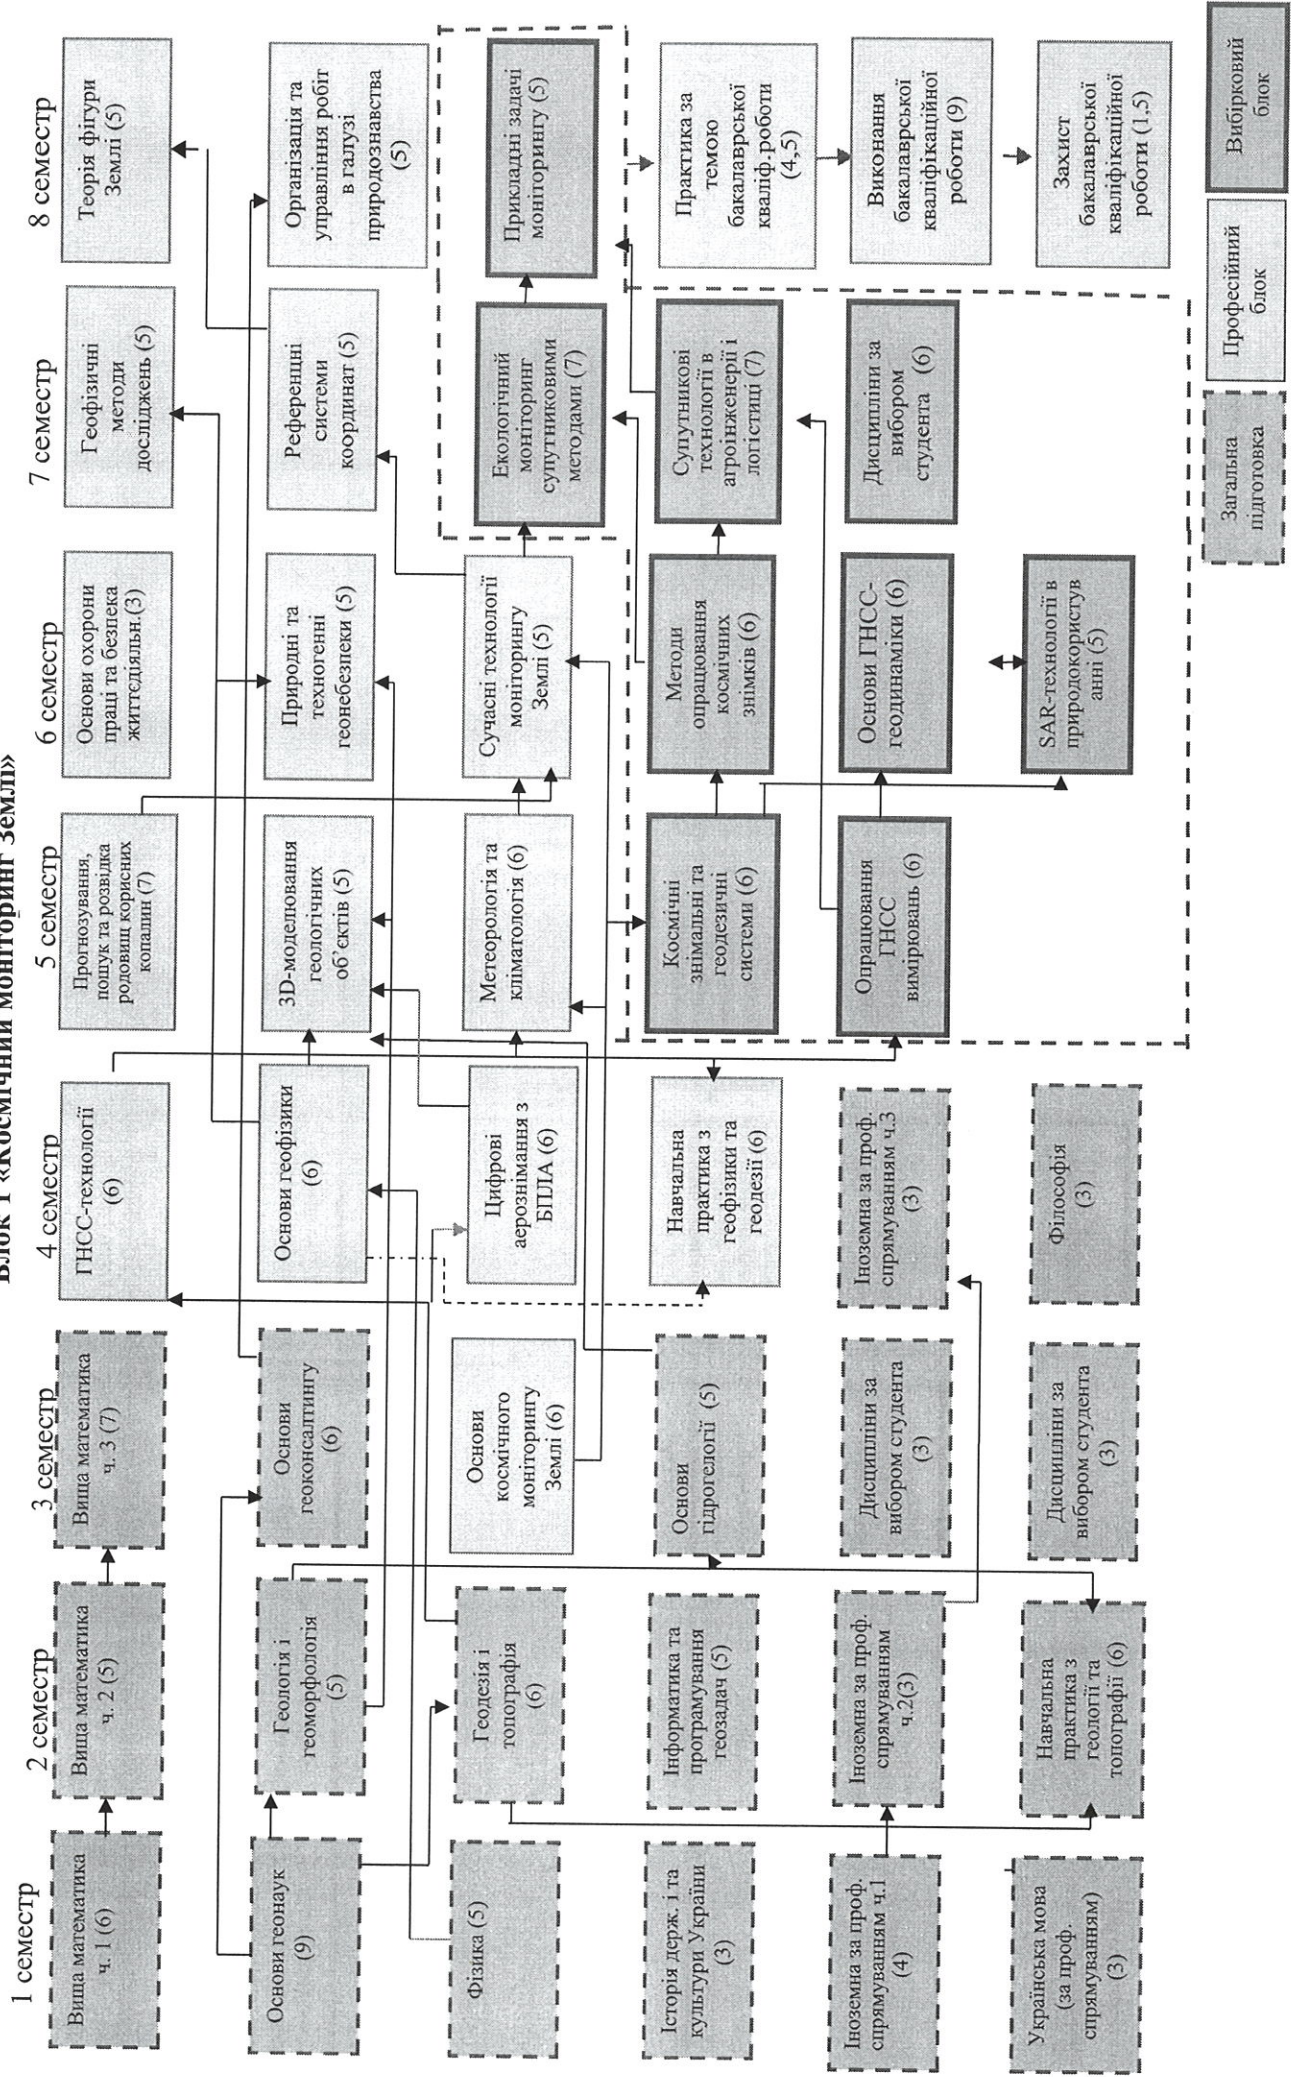 Блок 1 «Космічний моніторинг Землі»
1 семестр
Вища математика
ч. 1 (6)
Основи геонаук
(9)
Фізика (5)
Історія держ. і та
культури України
(3)
Іноземна за проф.
спрямуванням ч.1
(4)
Українська мова
(за проф.
спрямуванням)
(3)
2 семестр
Вища математика
ч. 2 (5)
Геологія і
геоморфологія
(5)
Геодезія і
топографія
(6)
Інформатика та
програмування
геозадач (5)
Іноземна за проф.
спрямуванням
ч.2(3)
Навчальна
практика з
геології та
топографії (6)
3 семестр
Вища математика
ч. 3 (7)
Основи
геоконсалтингу
(6)
Основи
космічного
моніторингу
Землі (6)
Основи
гідрогелогії (5)
Дисципліни за
вибором студента
(3)
Дисципліни за
вибором студента
(3)
4 семестр
ГНСС-технології
(6)
Основи геофізики
(6)
Цифрові
аерознімання з
БПЛА (6)
Навчальна
практика з
геофізики та
геодезії (6)
Іноземна за проф.
спрямуванням ч.3
(3)
Філософія
(3)
5 семестр
Прогнозування,
пошук та розвідка
родовищ корисних
копалин (7)
3D-моделювання
геологічних
об’єктів (5)
Метеорологія та
кліматологія (6)
Космічні
знімальні та
геодезичні
системи (6)
Опрацювання
ГНСС
вимірювань (6)
6 семестр
Основи охорони
праці та безпека
життєдіяльн.(3)
Природні та
техногенні
геонебезпеки (5)
Сучасні технології
моніторингу
Землі (5)
Методи
опрацювання
космічних
знімків (6)
Основи ГНСС-
геодинаміки (6)
SAR-технології в
природокористув
анні (5)
7 семестр
Геофізичні
методи
досліджень (5)
Референцні
системи
координат (5)
Екологічний
моніторинг
супутниковими
методами (7)
Супутникові
технології в
агроінженерії і
логістиці (7)
Дисципліни за
вибором
студента (6)
8 семестр
Теорія фігури
Землі (5)
Організація та
управління робіт
в галузі
природознавства
(5)
Прикладні задачі
моніторингу (5)
Практика за
темою
бакалаврської
кваліф.роботи
(4,5)
Виконання
бакалаврської
кваліфікаційної
роботи (9)
Захист
бакалаврської
кваліфікаційної
роботи (1,5)
Загальна
підготовка
Професійний
блок
Вибірковий
блок